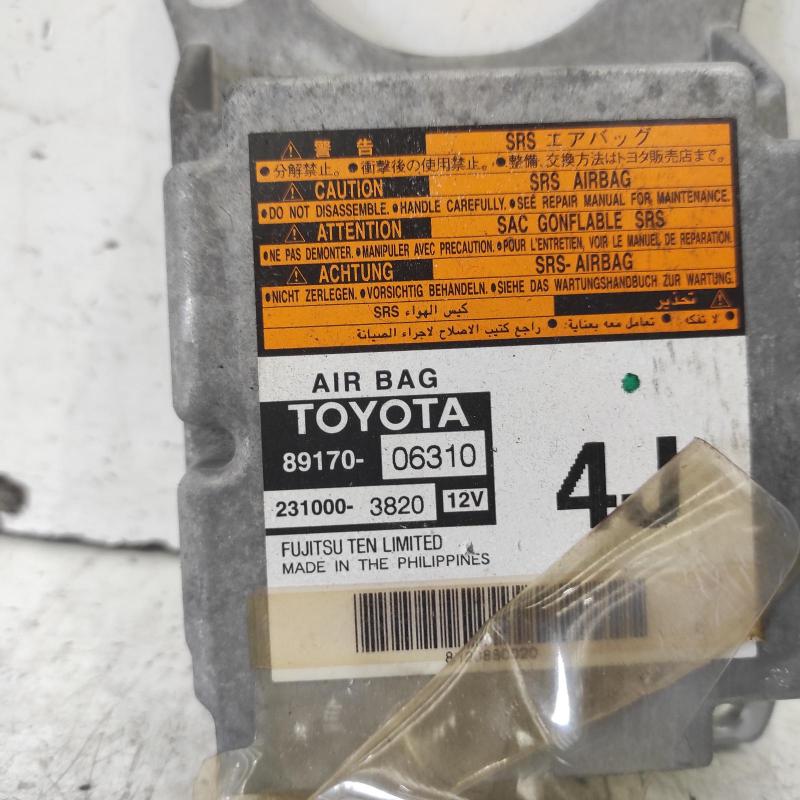 警告
SRS エアバッグ
●分解禁止。●衝撃後の使用禁止。●整備、交換方法はトヨタ販売店まで。
CAUTION SRS AIRBAG
●DO NOT DISASSEMBLE. ●HANDLE CAREFULLY. ●SEE REPAIR MANUAL FOR MAINTENANCE.
ATTENTION SAC GONFLABLE SRS
●NE PAS DEMONTER. ●MANIPULER AVEC PRECAUTION. ●POUR L'ENTRETIEN, VOIR LE MANUEL DE REPARATION.
ACHTUNG SRS-AIRBAG
●NICHT ZERLEGEN. ●VORSICHTIG BEHANDELN. ●SIEHE DAS WARTUNGSHANDBUCH ZUR WARTUNG.
تحذير
كيس الهواء SRS
● لا تفكه. ● تعامل معه بعناية. ● راجع كتيب الاصلاح لاجراء الصيانة
AIR BAG
TOYOTA
89170- 06310
231000- 3820 12V
4J
FUJITSU TEN LIMITED
MADE IN THE PHILIPPINES